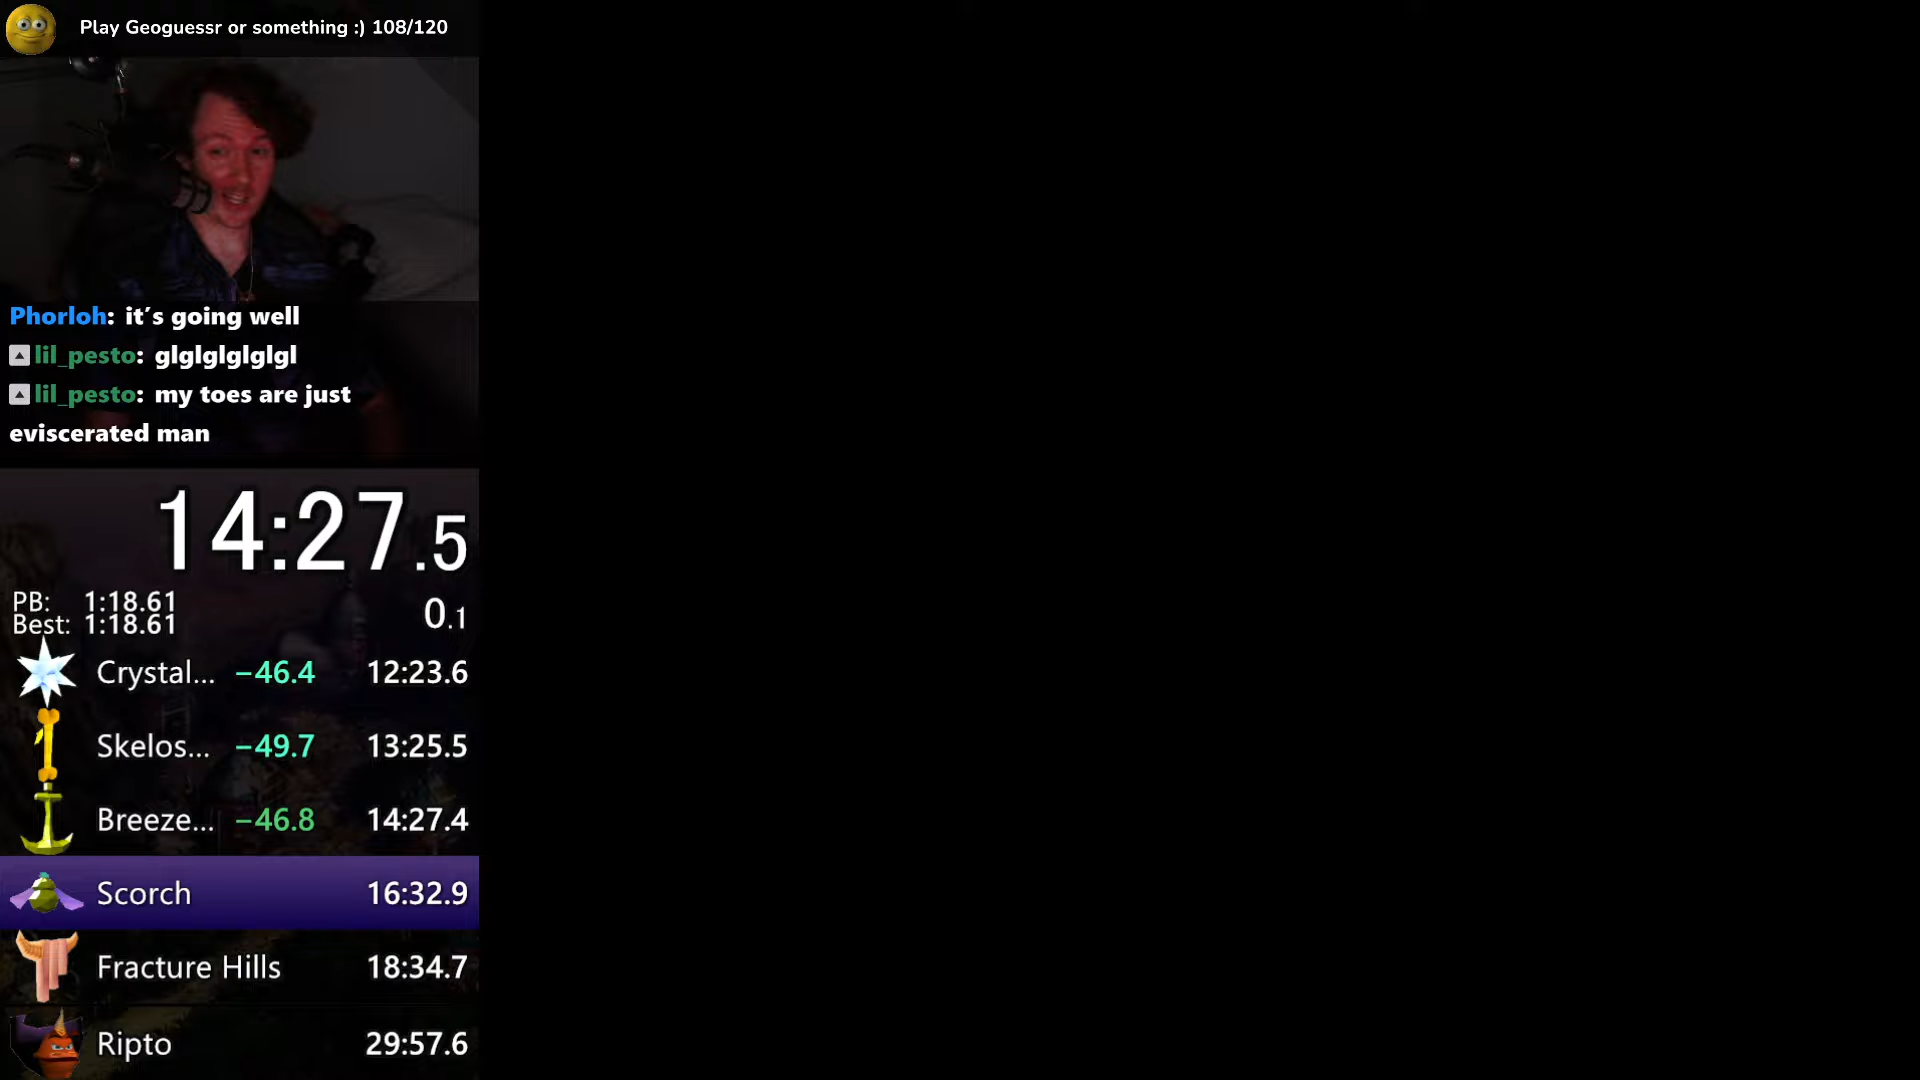 Play Geoguessr or something :) 108/120
Phorloh: it's going well
lil_pesto: glglglglglgl
lil_pesto: my toes are just
eviscerated man
14:27.5
PB: 1:18.61
Best: 1:18.61
0.1
Crystal... −46.4 12:23.6
Skelos... −49.7 13:25.5
Breeze... −46.8 14:27.4
Scorch 16:32.9
Fracture Hills 18:34.7
Ripto 29:57.6